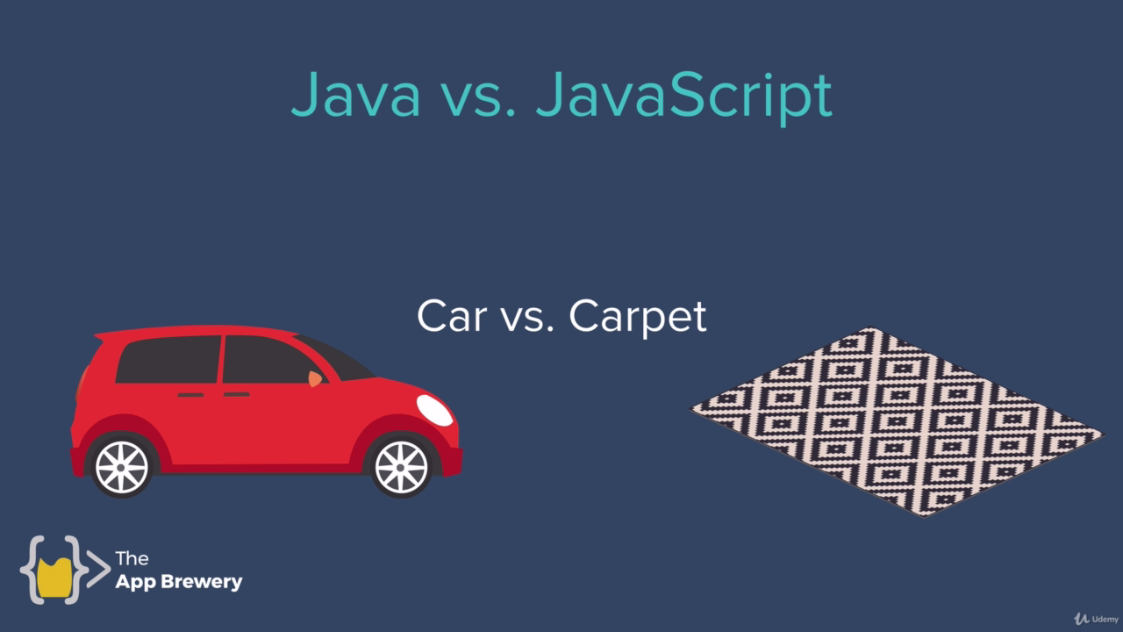 Java vs. JavaScript
Car vs. Carpet
The
App Brewery
Udemy